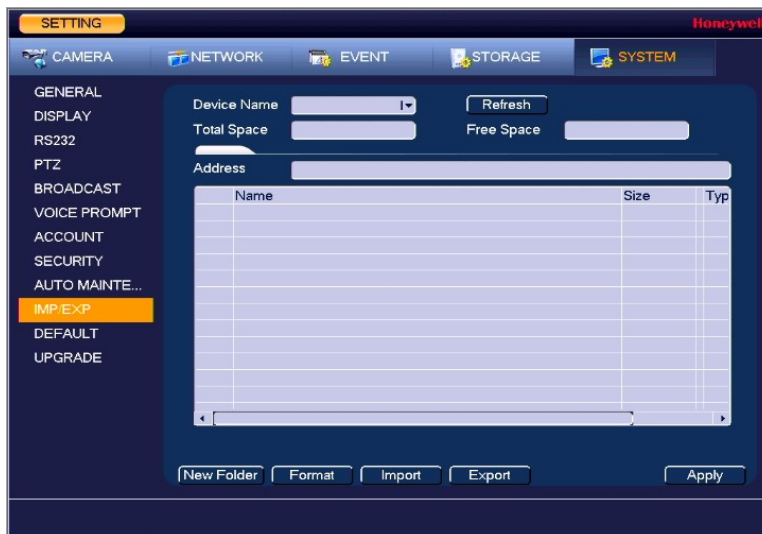 SETTING
Honeywel
CAMERA NETWORK EVENT STORAGE SYSTEM
GENERAL
DISPLAY
RS232
PTZ
BROADCAST
VOICE PROMPT
ACCOUNT
SECURITY
AUTO MAINTE...
IMP/EXP
DEFAULT
UPGRADE
Device Name Refresh
Total Space Free Space
Address
Name Size Typ
New Folder Format Import Export Apply